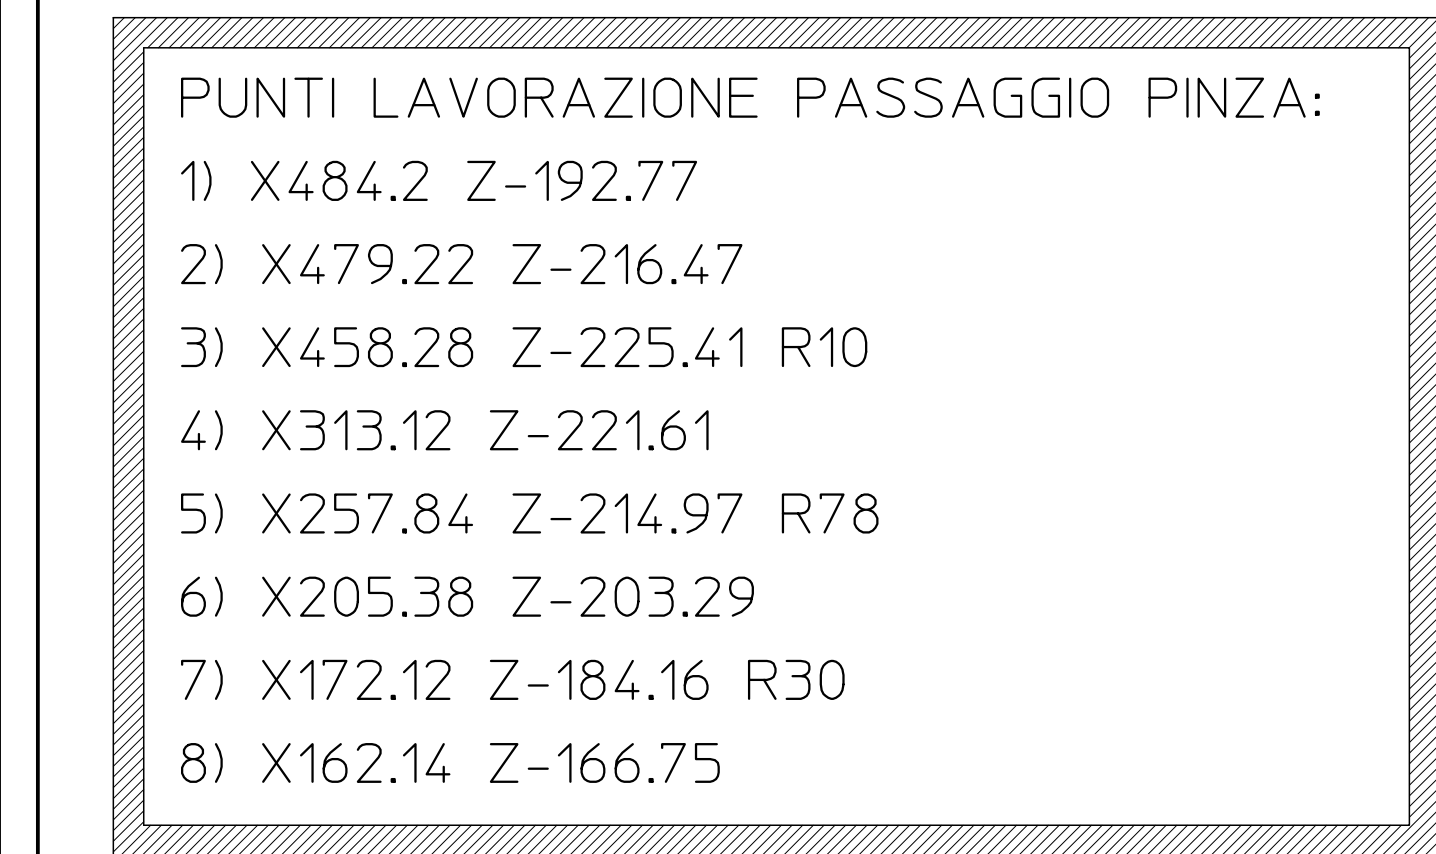 PUNTI LAVORAZIONE PASSAGGIO PINZA:
1) X484.2 Z-192.77
2) X479.22 Z-216.47
3) X458.28 Z-225.41 R10
4) X313.12 Z-221.61
5) X257.84 Z-214.97 R78
6) X205.38 Z-203.29
7) X172.12 Z-184.16 R30
8) X162.14 Z-166.75